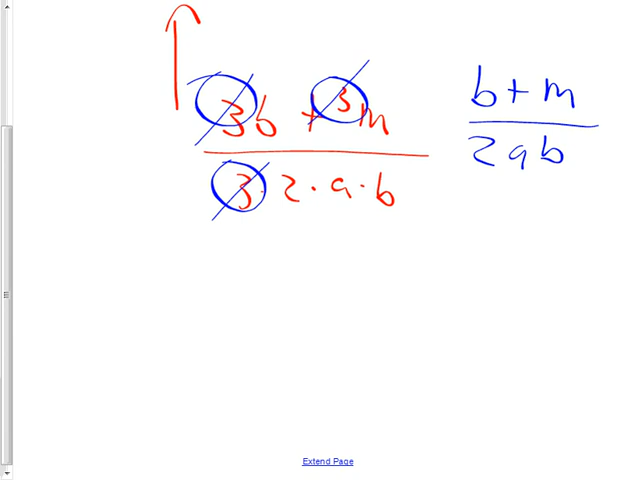 3b + 3m
3 · 2 · a · b
b + m
2ab
Extend Page